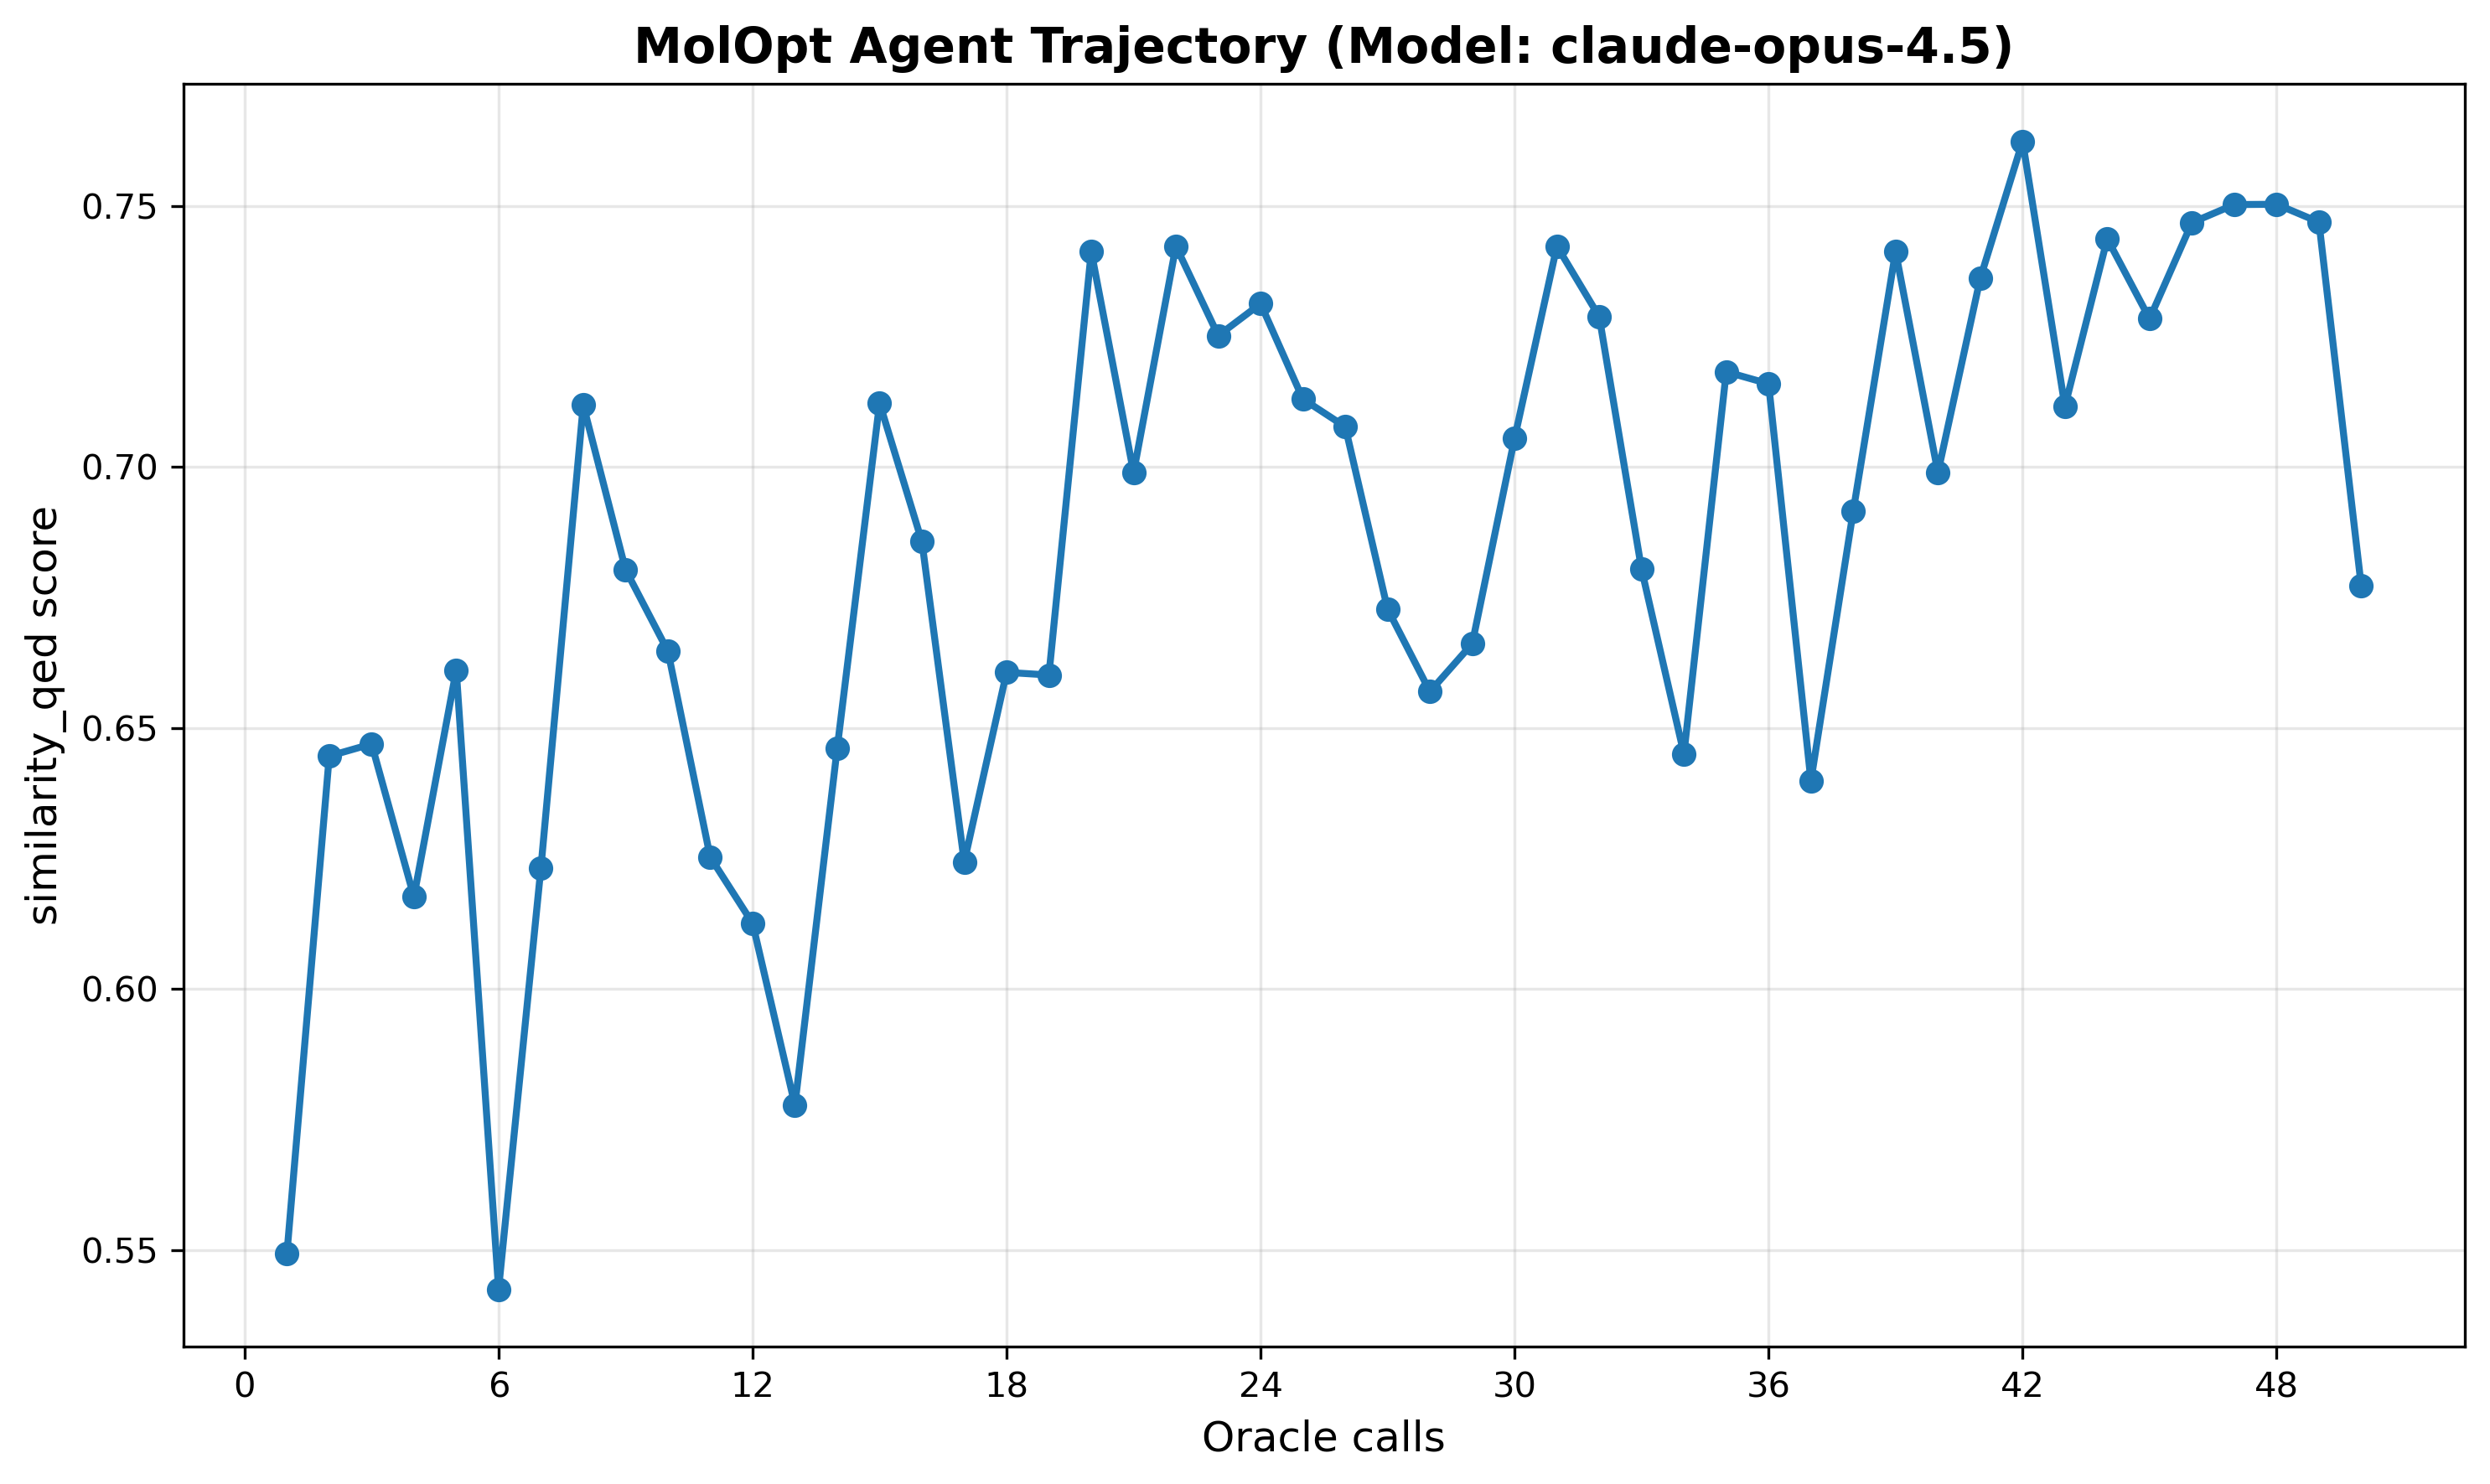 MolOpt Agent Trajectory (Model: claude-opus-4.5)
similarity_qed score
0.75
0.70
0.65
0.60
0.55
0 6 12 18 24 30 36 42 48
Oracle calls